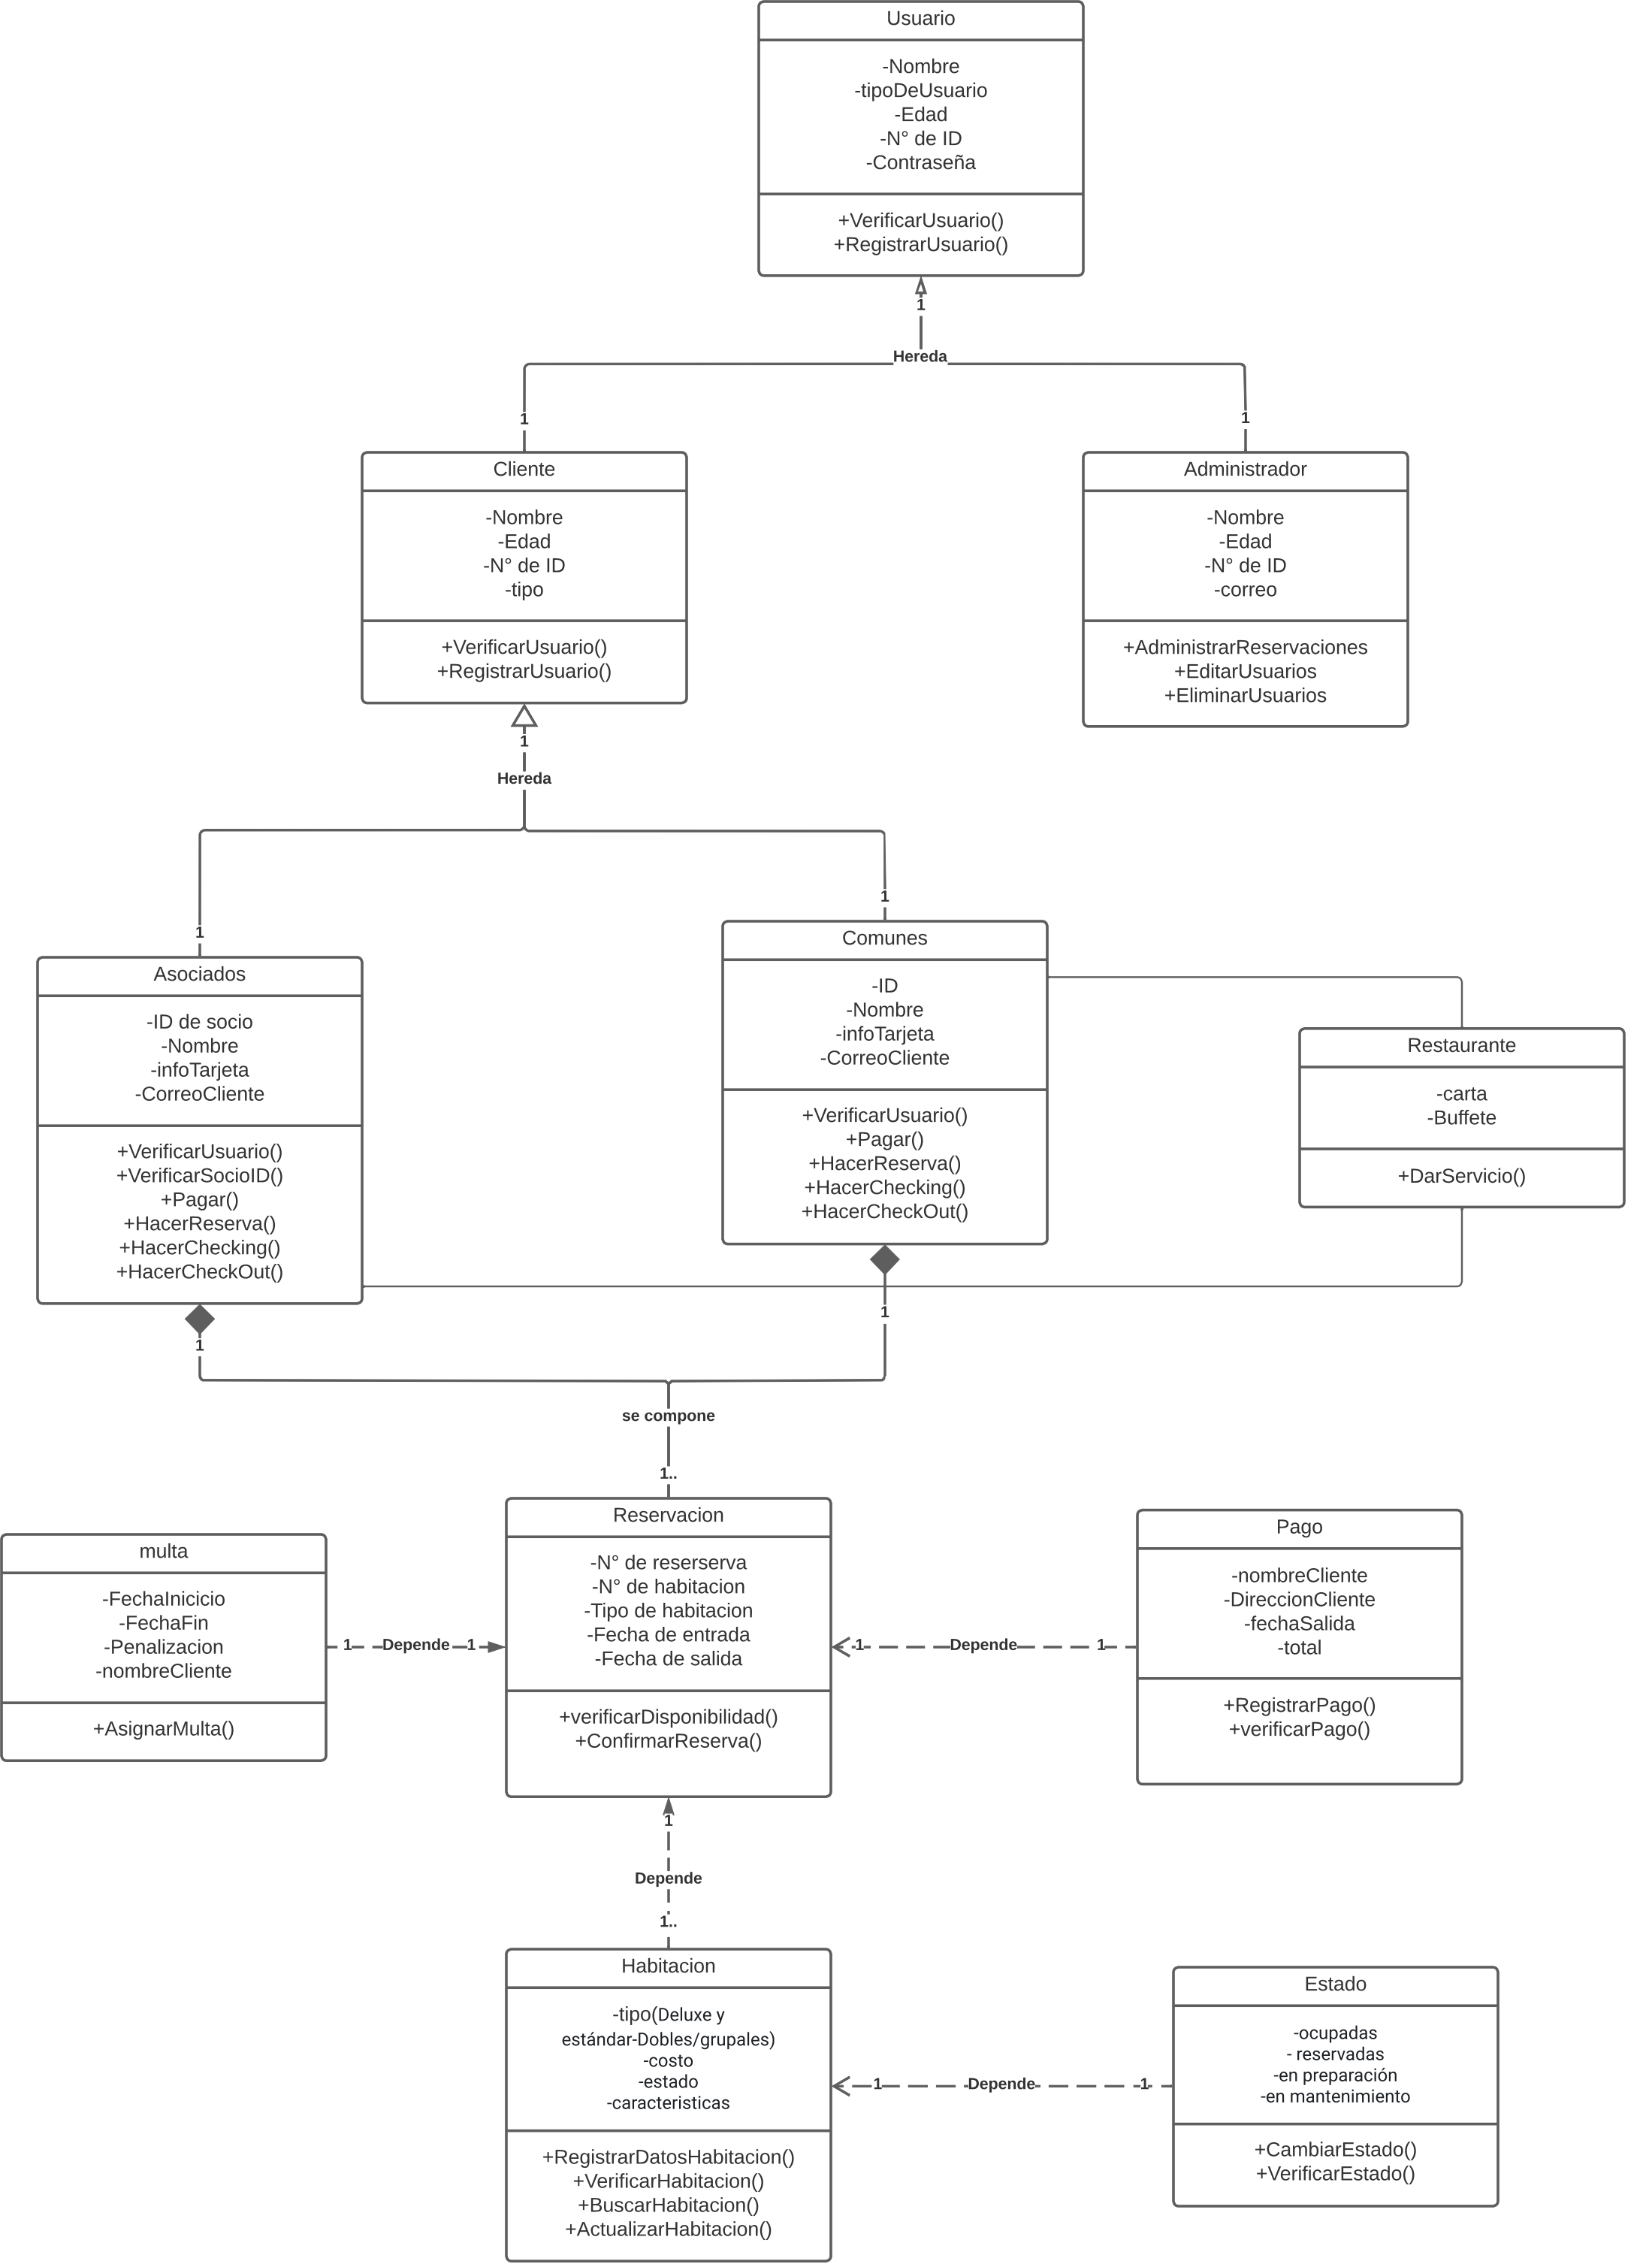 Usuario
-Nombre
-tipoDeUsuario
-Edad
-N° de ID
-Contraseña
+VerificarUsuario()
+RegistrarUsuario()
1
Hereda
1
1
Cliente
-Nombre
-Edad
-N° de ID
-tipo
+VerificarUsuario()
+RegistrarUsuario()
Administrador
-Nombre
-Edad
-N° de ID
-correo
+AdministrarReservaciones
+EditarUsuarios
+EliminarUsuarios
1
Hereda
1
1
Asociados
-ID de socio
-Nombre
-infoTarjeta
-CorreoCliente
+VerificarUsuario()
+VerificarSocioID()
+Pagar()
+HacerReserva()
+HacerChecking()
+HacerCheckOut()
Comunes
-ID
-Nombre
-infoTarjeta
-CorreoCliente
+VerificarUsuario()
+Pagar()
+HacerReserva()
+HacerChecking()
+HacerCheckOut()
Restaurante
-carta
-Buffete
+DarServicio()
1
1
se compone
1..
multa
-FechaInicicio
-FechaFin
-Penalizacion
-nombreCliente
+AsignarMulta()
1 Depende 1
Reservacion
-N° de reserserva
-N° de habitacion
-Tipo de habitacion
-Fecha de entrada
-Fecha de salida
+verificarDisponibilidad()
+ConfirmarReserva()
1 Depende 1
Pago
-nombreCliente
-DireccionCliente
-fechaSalida
-total
+RegistrarPago()
+verificarPago()
1
Depende
1..
Habitacion
-tipo(Deluxe y
estándar-Dobles/grupales)
-costo
-estado
-caracteristicas
+RegistrarDatosHabitacion()
+VerificarHabitacion()
+BuscarHabitacion()
+ActualizarHabitacion()
1 Depende 1
Estado
-ocupadas
- reservadas
-en preparación
-en mantenimiento
+CambiarEstado()
+VerificarEstado()